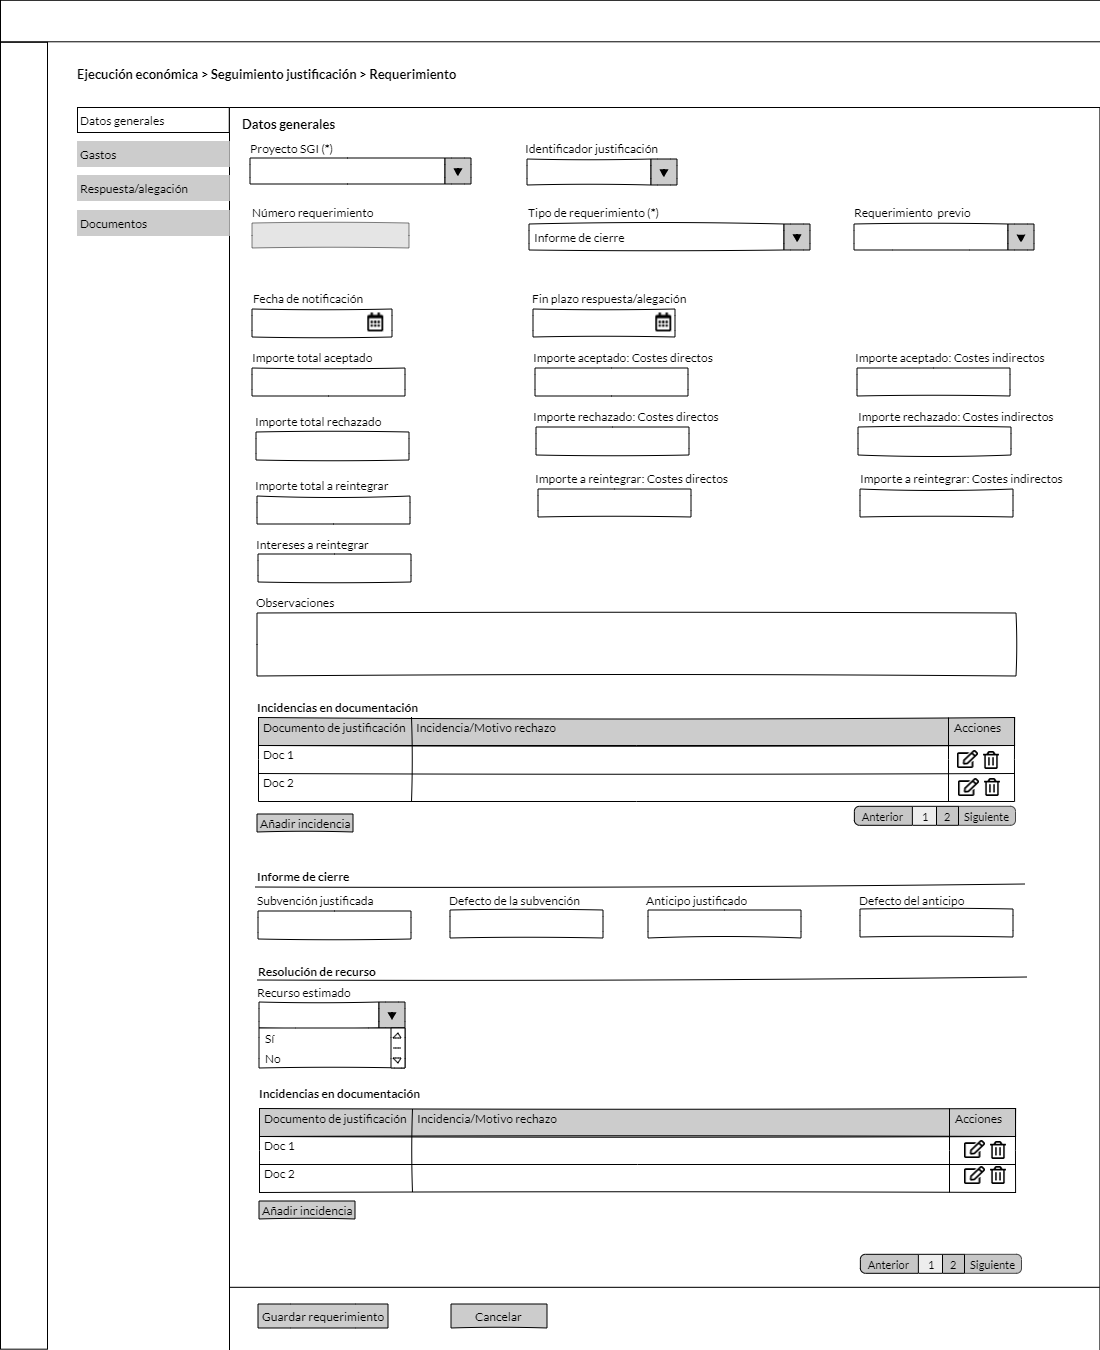 Ejecución económica > Seguimiento justificación > Requerimiento
Datos generales
Gastos
Respuesta/alegación
Documentos
Datos generales
Proyecto SGI (*)
Identificador justificación
Número requerimiento
Tipo de requerimiento (*)
Requerimiento previo
Informe de cierre
Fecha de notificación
Fin plazo respuesta/alegación
Importe total aceptado
Importe aceptado: Costes directos
Importe aceptado: Costes indirectos
Importe total rechazado
Importe rechazado: Costes directos
Importe rechazado: Costes indirectos
Importe total a reintegrar
Importe a reintegrar: Costes directos
Importe a reintegrar: Costes indirectos
Intereses a reintegrar
Observaciones
Incidencias en documentación
Documento de justificación
Incidencia/Motivo rechazo
Acciones
Doc 1
Doc 2
Añadir incidencia
Anterior 1 2 Siguiente
Informe de cierre
Subvención justificada
Defecto de la subvención
Anticipo justificado
Defecto del anticipo
Resolución de recurso
Recurso estimado
Sí
No
Incidencias en documentación
Documento de justificación
Incidencia/Motivo rechazo
Acciones
Doc 1
Doc 2
Añadir incidencia
Anterior 1 2 Siguiente
Guardar requerimiento
Cancelar